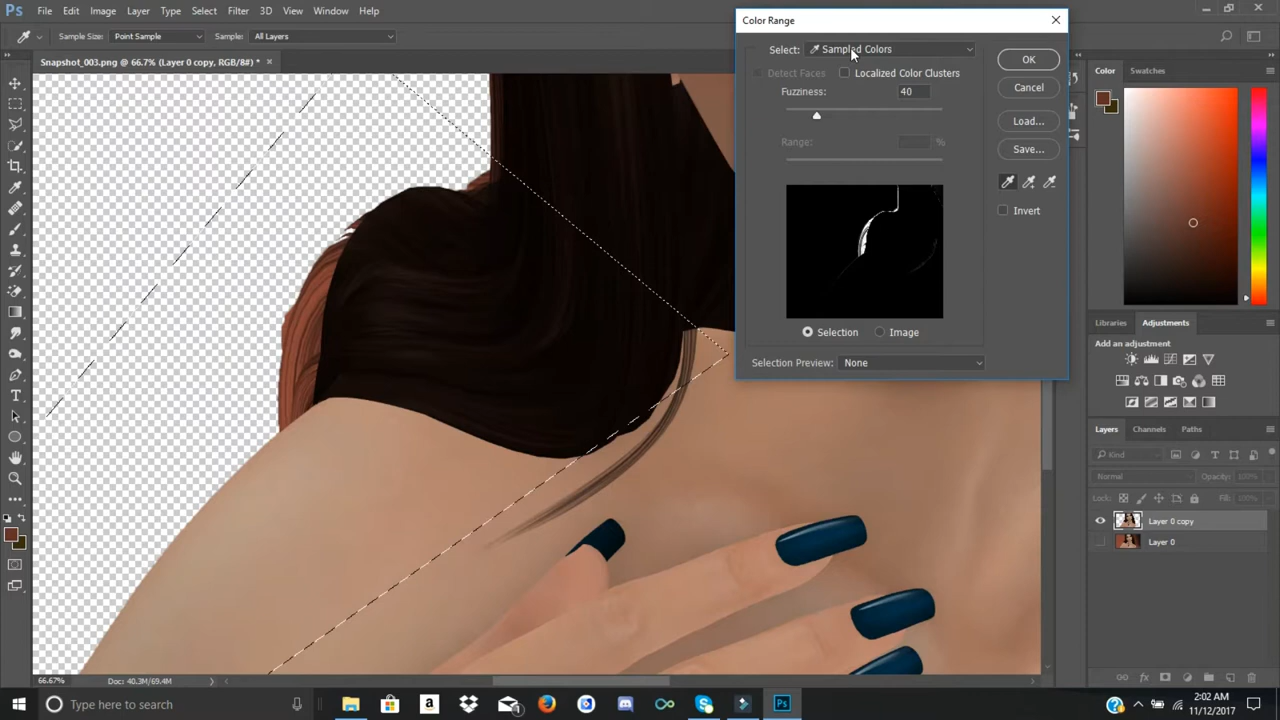 Ps File Edit Image Layer Type Select Filter 3D View Window Help
Sample Size: Point Sample Sample: All Layers
Snapshot_003.png @ 66.7% (Layer 0 copy, RGB/8#) *
Color Range
Select: Sampled Colors
Detect Faces Localized Color Clusters
Fuzziness: 40
Range: %
Selection Image
Selection Preview: None
OK
Cancel
Load...
Save...
Invert
Color Swatches
Libraries Adjustments
Add an adjustment
Layers Channels Paths
Kind
Normal Opacity: 100%
Lock: Fill: 100%
Layer 0 copy
Layer 0
66.67% Doc: 40.3M/69.4M
Type here to search
Ps
2:02 AM
11/12/2017